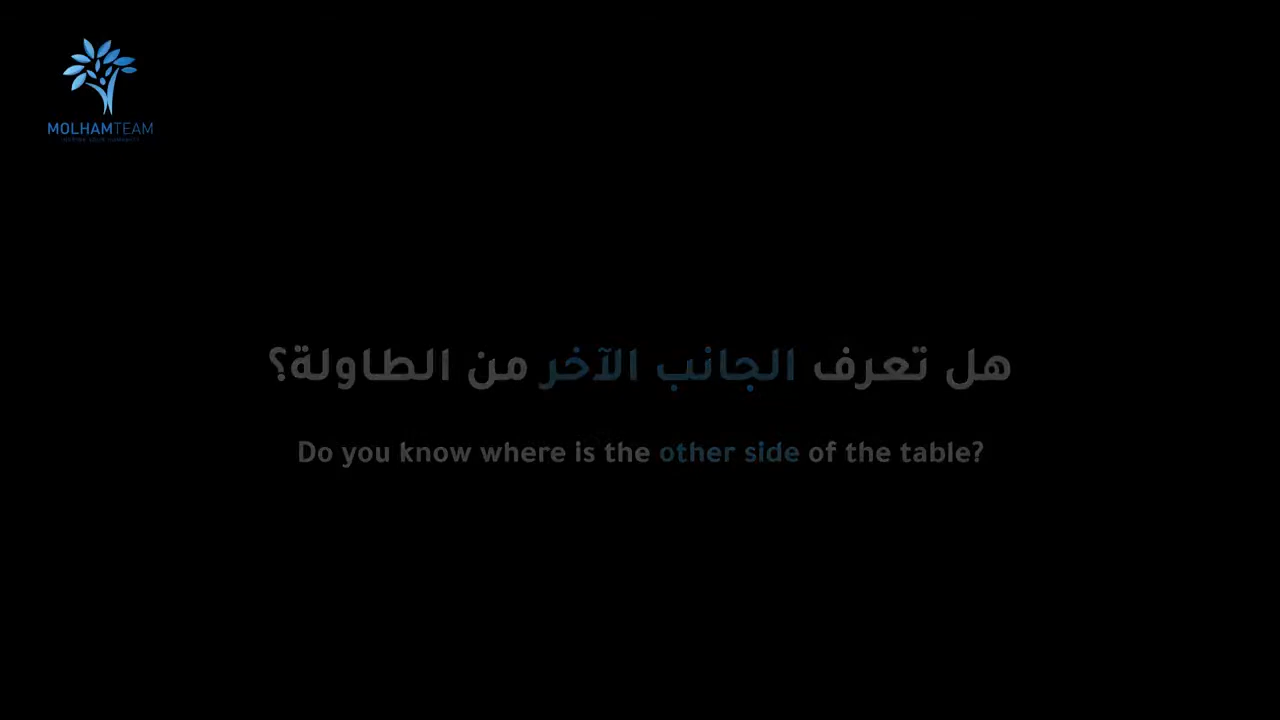 MOLHAMTEAM
هل تعرف الجانب الآخر من الطاولة؟
Do you know where is the other side of the table?